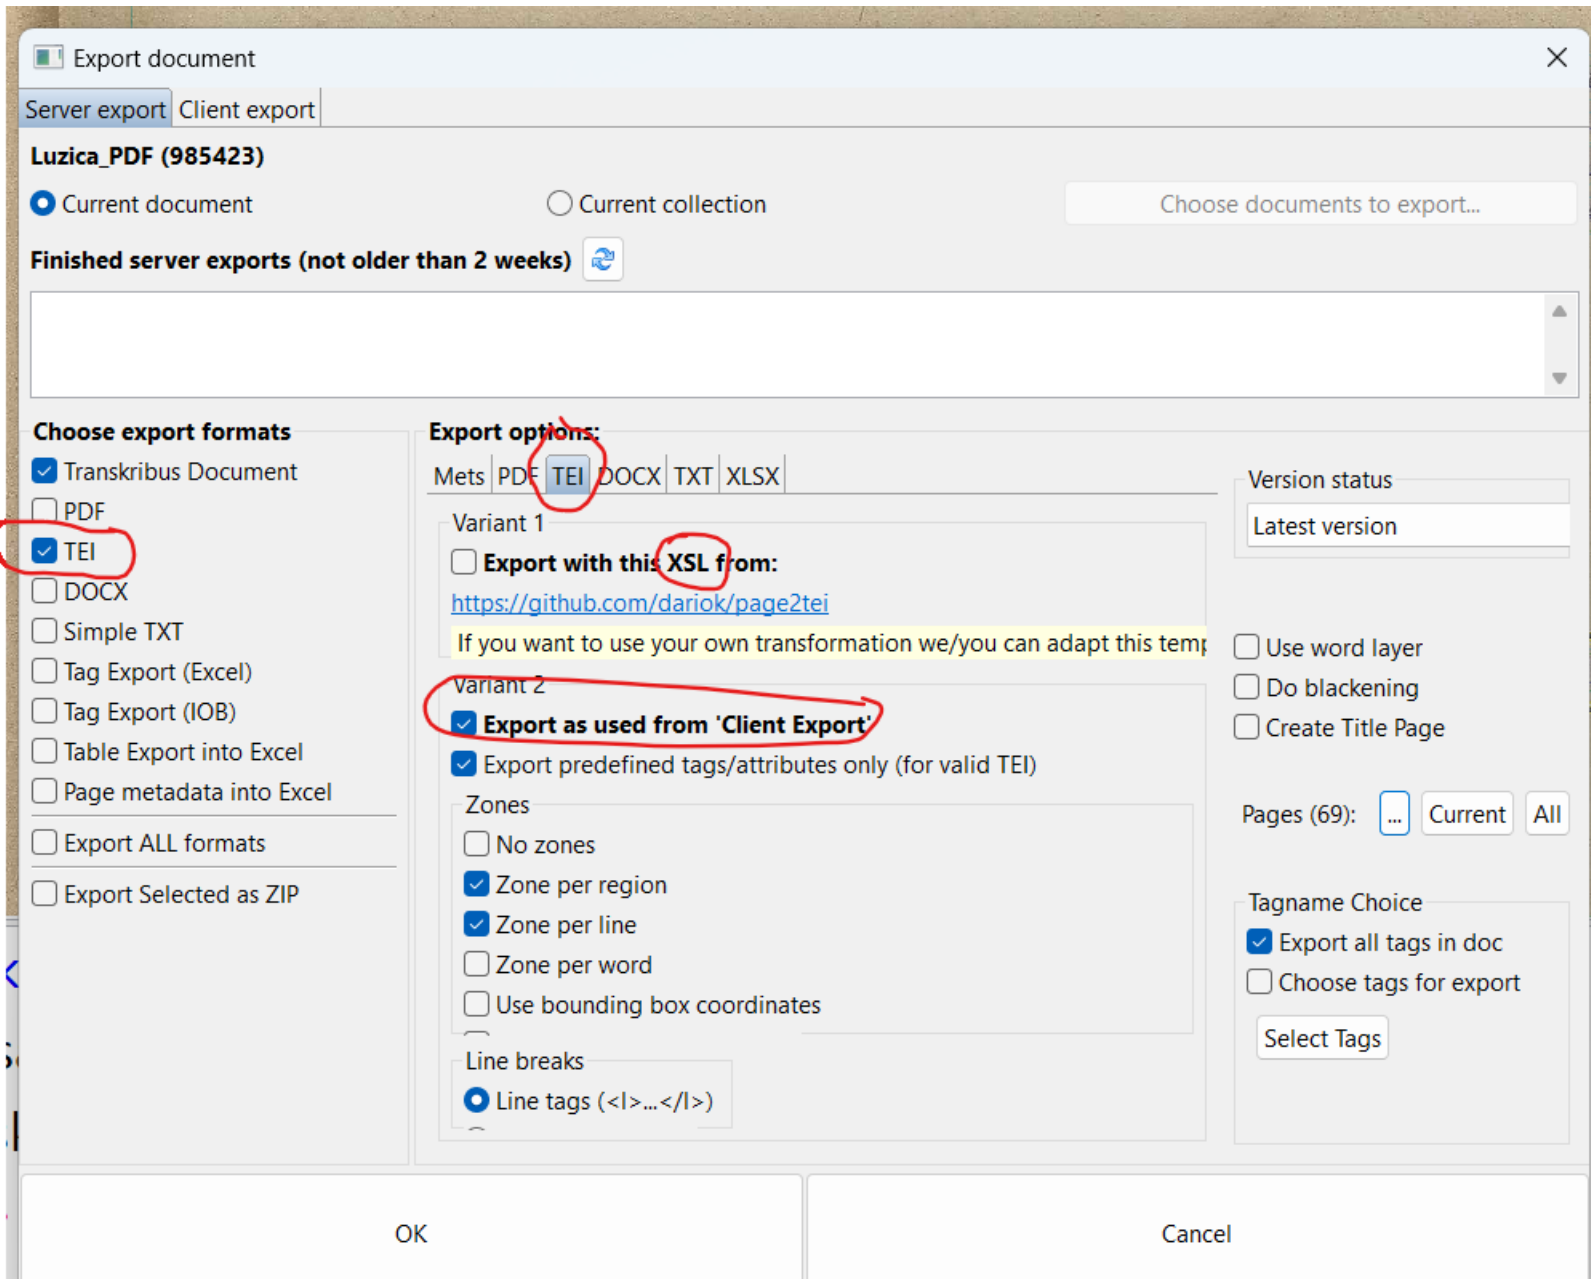 Export document
Server export Client export
Luzica_PDF (985423)
Current document Current collection Choose documents to export...
Finished server exports (not older than 2 weeks)
Choose export formats
Transkribus Document
PDF
TEI
DOCX
Simple TXT
Tag Export (Excel)
Tag Export (IOB)
Table Export into Excel
Page metadata into Excel
Export ALL formats
Export Selected as ZIP
Export options:
Mets PDF TEI DOCX TXT XLSX
Variant 1
Export with this XSL from:
https://github.com/dariok/page2tei
If you want to use your own transformation we/you can adapt this
Variant 2
Export as used from 'Client Export'
Export predefined tags/attributes only (for valid TEI)
Zones
No zones
Zone per region
Zone per line
Zone per word
Use bounding box coordinates
Line breaks
Line tags (<l>...</l>)
Version status
Latest version
Use word layer
Do blackening
Create Title Page
Pages (69): ... Current All
Tagname Choice
Export all tags in doc
Choose tags for export
Select Tags
OK Cancel